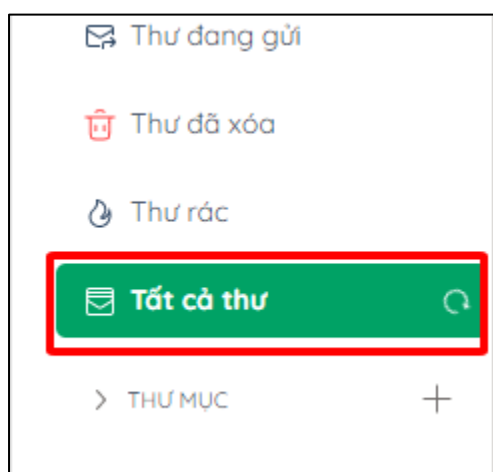 Thư đang gửi
Thư đã xóa
Thư rác
Tất cả thư
THƯ MỤC